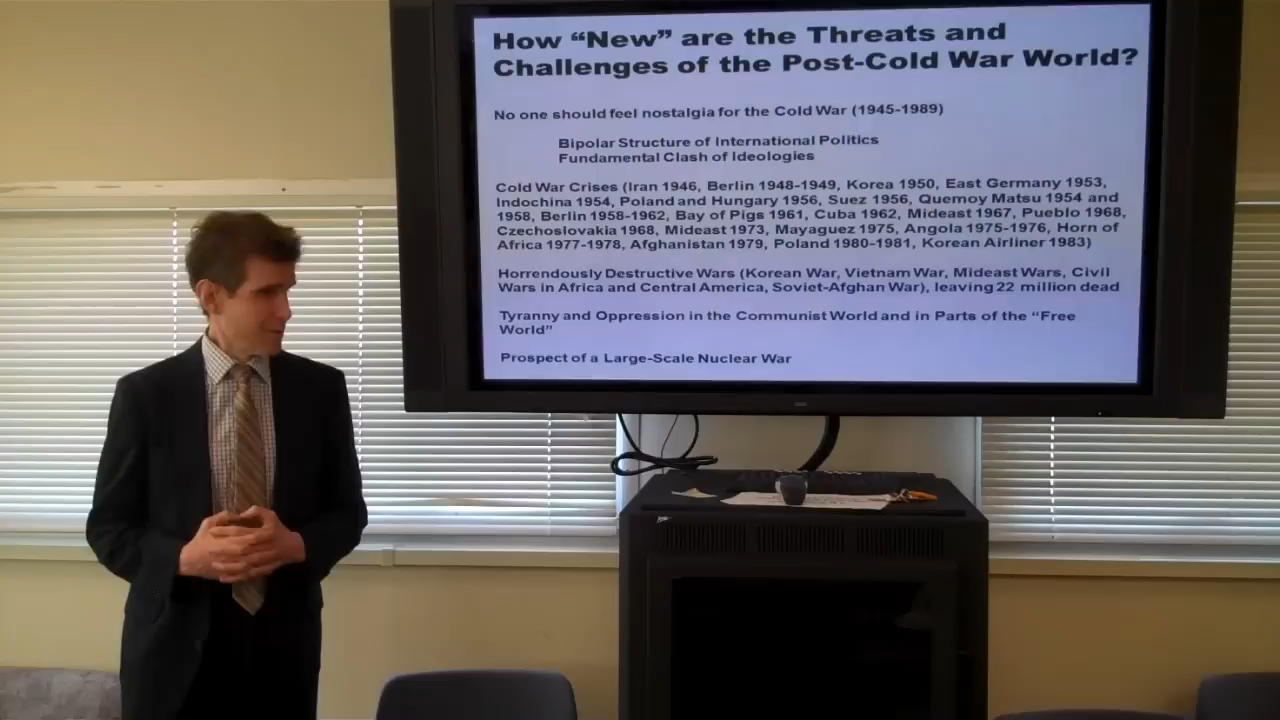 How “New” are the Threats and
Challenges of the Post-Cold War World?
No one should feel nostalgia for the Cold War (1945-1989)
Bipolar Structure of International Politics
Fundamental Clash of Ideologies
Cold War Crises (Iran 1946, Berlin 1948-1949, Korea 1950, East Germany 1953,
Indochina 1954, Poland and Hungary 1956, Suez 1956, Quemoy Matsu 1954 and
1958, Berlin 1958-1962, Bay of Pigs 1961, Cuba 1962, Mideast 1967, Pueblo 1968,
Czechoslovakia 1968, Mideast 1973, Mayaguez 1975, Angola 1975-1976, Horn of
Africa 1977-1978, Afghanistan 1979, Poland 1980-1981, Korean Airliner 1983)
Horrendously Destructive Wars (Korean War, Vietnam War, Mideast Wars, Civil
Wars in Africa and Central America, Soviet-Afghan War), leaving 22 million dead
Tyranny and Oppression in the Communist World and in Parts of the “Free
World”
Prospect of a Large-Scale Nuclear War